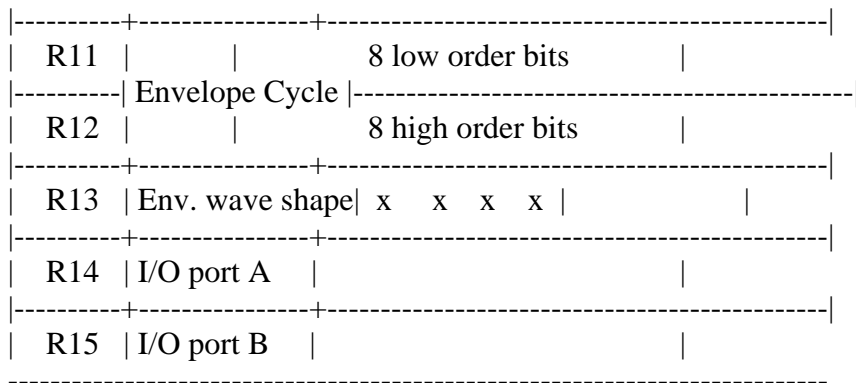 |----------+----------------+-----------------------------------------------|
| R11 | | 8 low order bits |
|----------| Envelope Cycle |-----------------------------------------------|
| R12 | | 8 high order bits |
|----------+----------------+-----------------------------------------------|
| R13 | Env. wave shape| x x x x | |
|----------+----------------+-----------------------------------------------|
| R14 | I/O port A | |
|----------+----------------+-----------------------------------------------|
| R15 | I/O port B | |
------------------------------------------------------------------------------